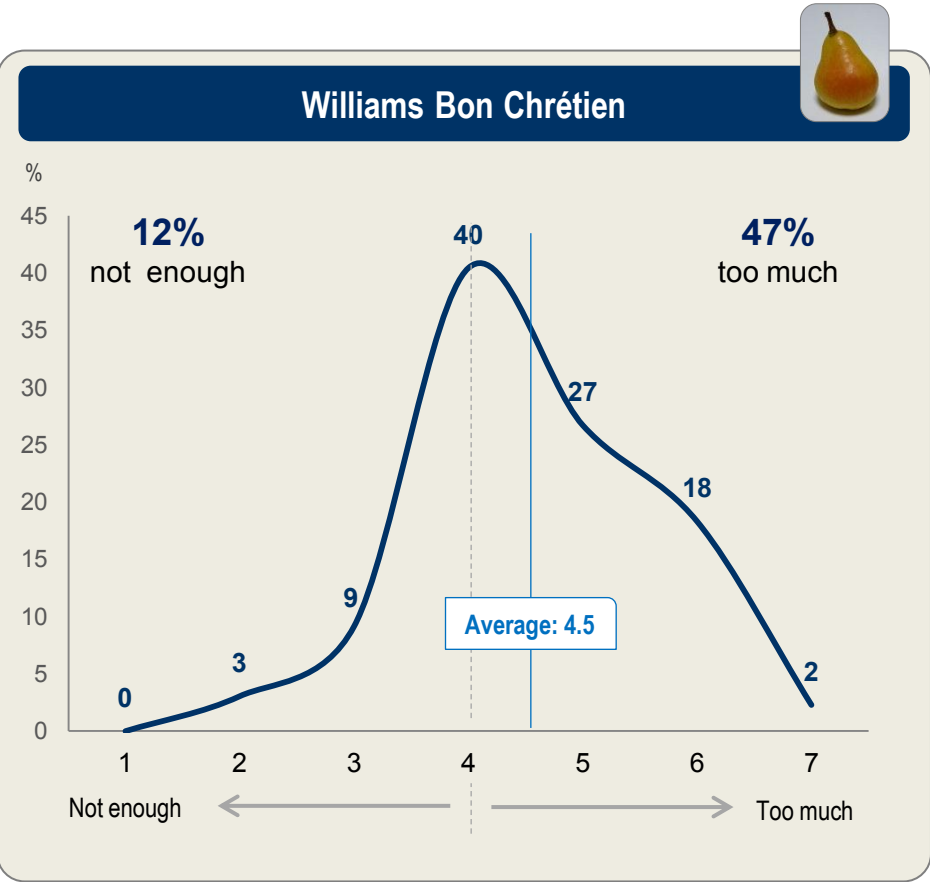 Williams Bon Chrétien
%
45
40
35
30
25
20
15
10
5
0
12%
not enough
47%
too much
0
3
9
40
27
18
2
Average: 4.5
1 2 3 4 5 6 7
Not enough
Too much